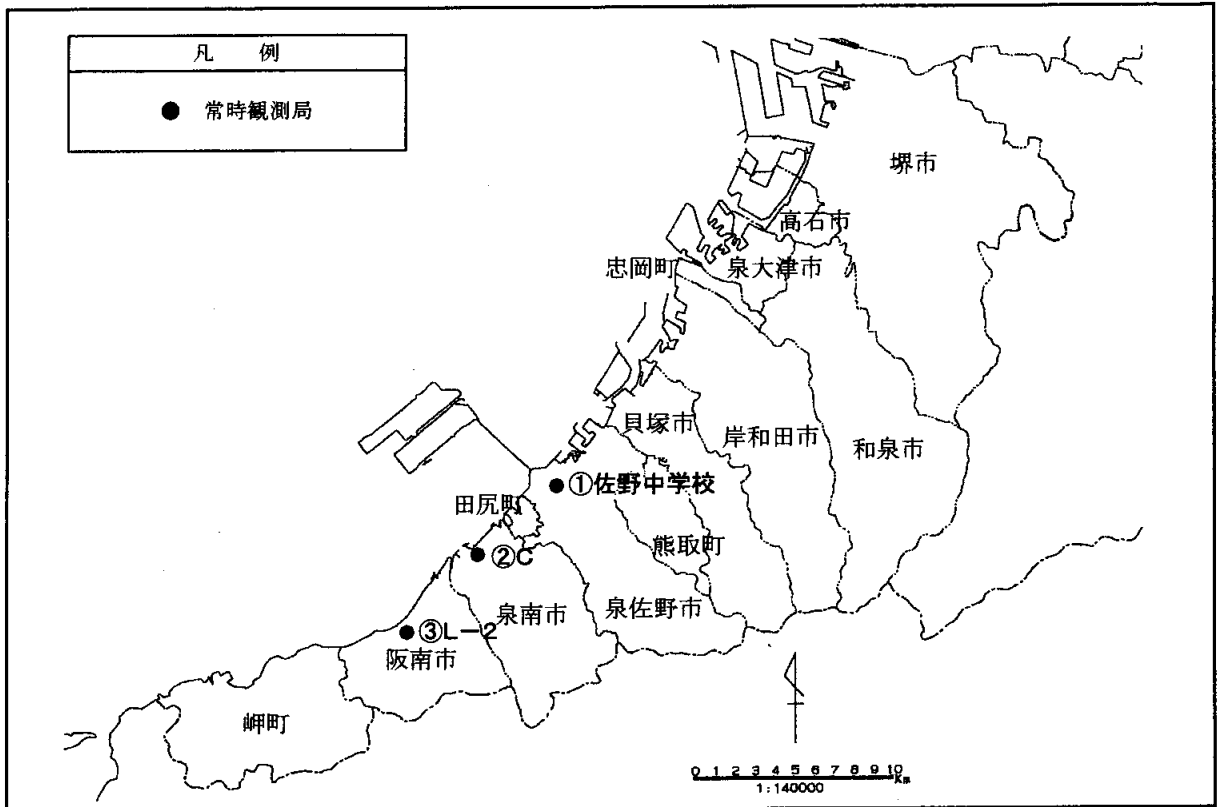 凡 例
● 常時観測局
堺市
高石市
忠岡町
泉大津市
貝塚市
岸和田市
和泉市
①佐野中学校
田尻町
②C
熊取町
泉南市
泉佐野市
③L-2
阪南市
岬町
0 1 2 3 4 5 6 7 8 9 10 Km
1:140000